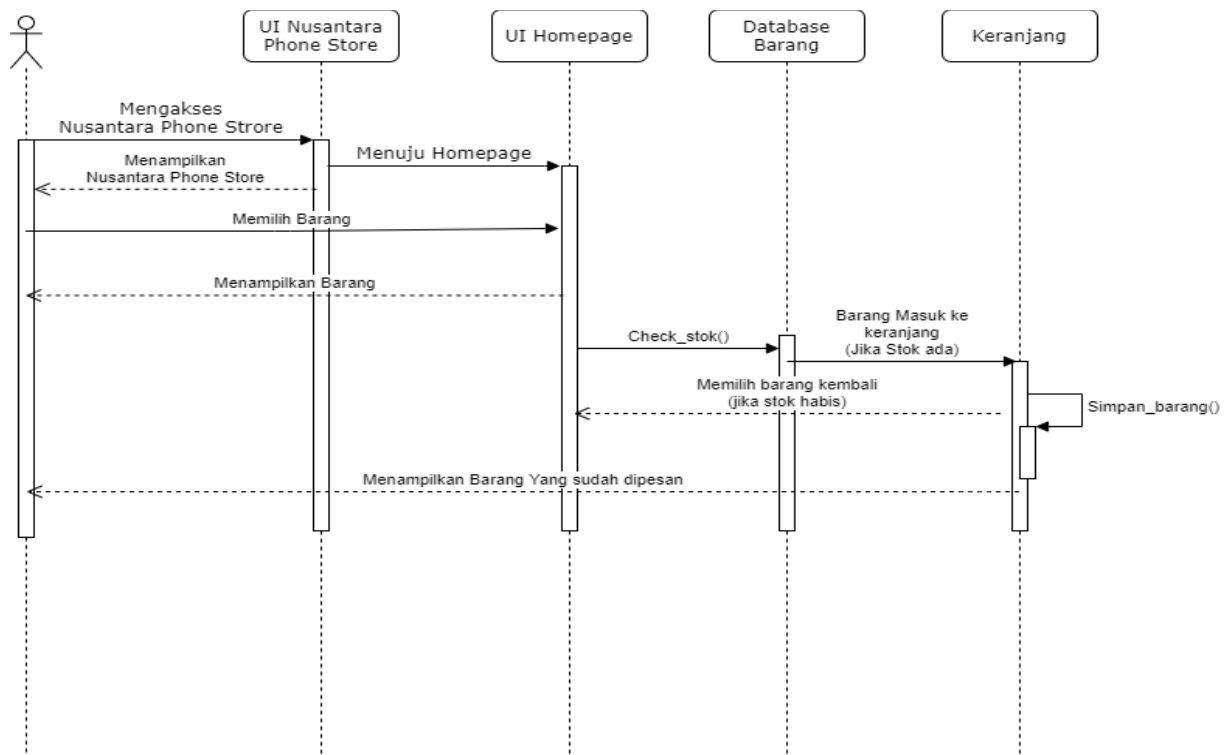 UI Nusantara
Phone Store
UI Homepage
Database
Barang
Keranjang
Mengakses
Nusantara Phone Strore
Menuju Homepage
Menampilkan
Nusantara Phone Store
Memilih Barang
Menampilkan Barang
Check_stok()
Barang Masuk ke
keranjang
(Jika Stok ada)
Memilih barang kembali
(jika stok habis)
Simpan_barang()
Menampilkan Barang Yang sudah dipesan